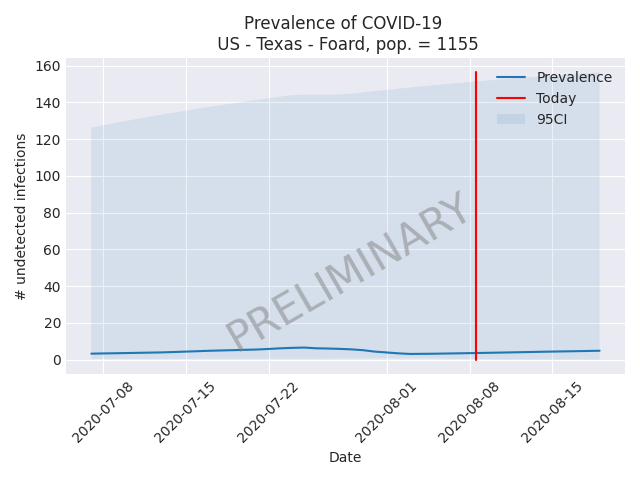 Prevalence of COVID-19
US - Texas - Foard, pop. = 1155
160
140
120
100
80
60
40
20
0
# undetected infections
Prevalence
Today
95CI
PRELIMINARY
2020-07-08
2020-07-15
2020-07-22
2020-08-01
2020-08-08
2020-08-15
Date